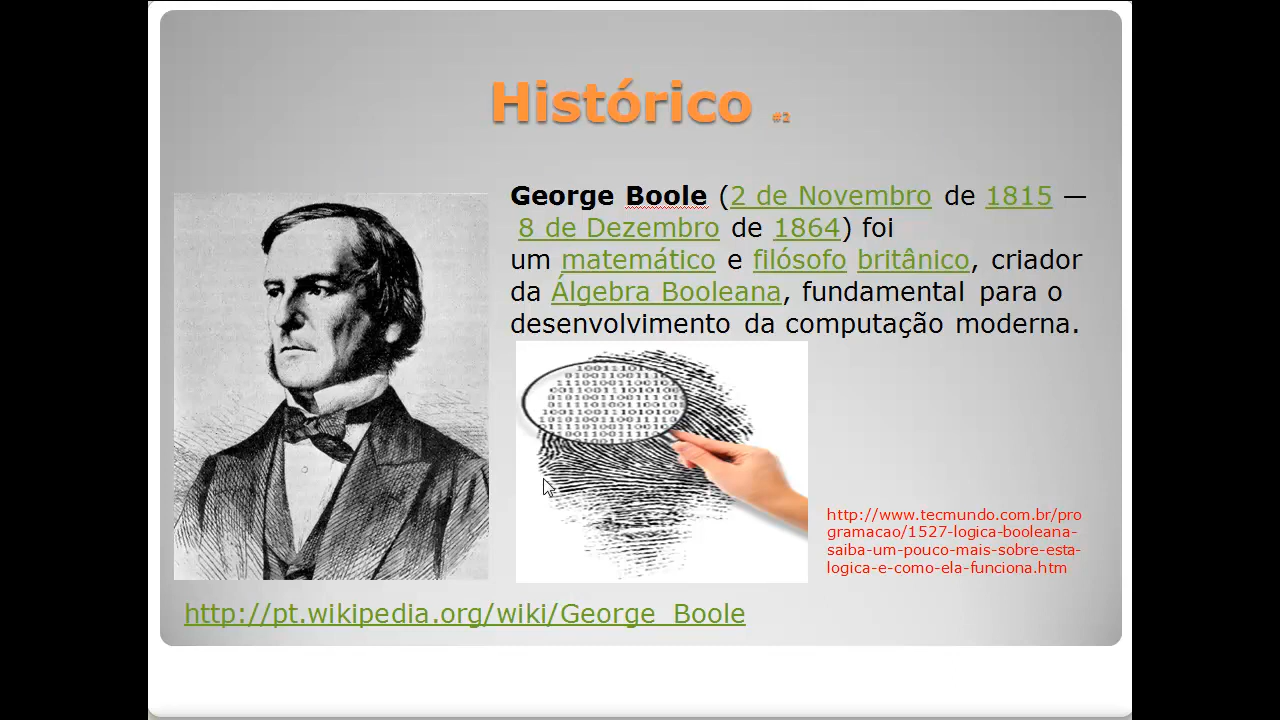 Histórico #2
George Boole (2 de Novembro de 1815 —
8 de Dezembro de 1864) foi
um matemático e filósofo britânico, criador
da Álgebra Booleana, fundamental para o
desenvolvimento da computação moderna.
http://www.tecmundo.com.br/pro
gramacao/1527-logica-booleana-
saiba-um-pouco-mais-sobre-esta-
logica-e-como-ela-funciona.htm
http://pt.wikipedia.org/wiki/George_Boole